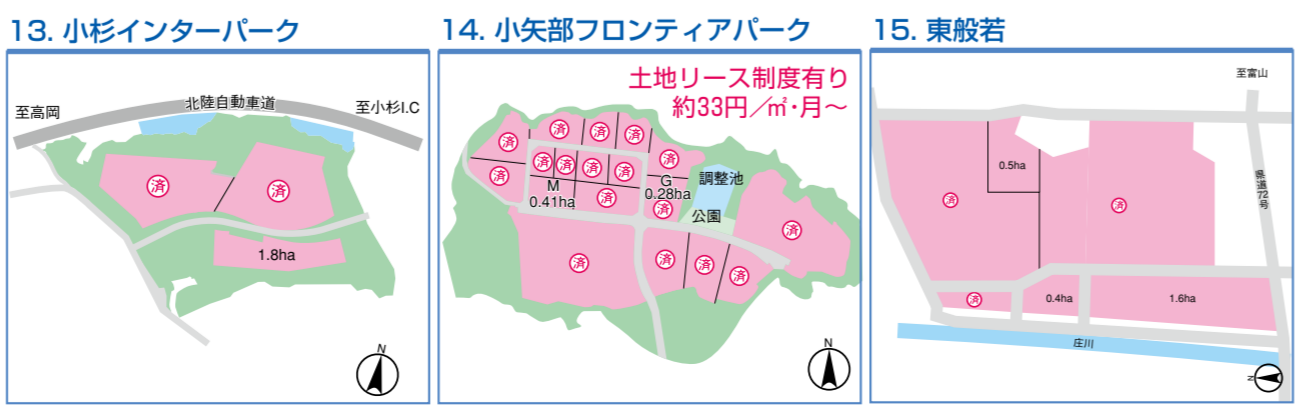 13. 小杉インターパーク
至高岡
北陸自動車道
至小杉I.C
済
済
1.8ha
N
14. 小矢部フロンティアパーク
土地リース制度有り
約33円/㎡・月〜
済
済
済
済
済
済
済
済
済
済
済
M
0.41ha
済
G
0.28ha
済
調整池
公園
済
済
済
済
済
N
15. 東般若
至富山
0.5ha
済
済
県道72号
済
0.4ha
1.6ha
庄川
N